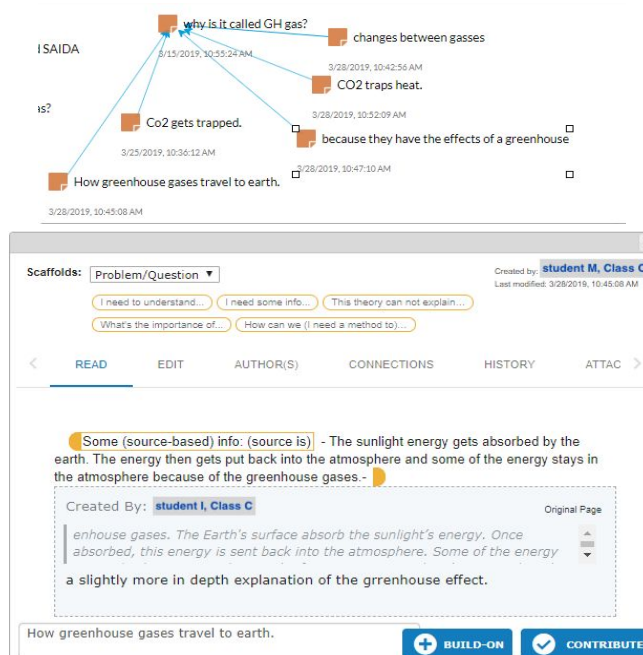 why is it called GH gas?
3/15/2019, 10:55:24 AM
SAIDA
changes between gasses
3/28/2019, 10:42:56 AM
CO2 traps heat.
3/28/2019, 10:52:09 AM
as?
Co2 gets trapped.
3/25/2019, 10:36:12 AM
because they have the effects of a greenhouse
3/28/2019, 10:47:10 AM
How greenhouse gases travel to earth.
3/28/2019, 10:45:08 AM
Scaffolds: Problem/Question ▼
Created by: student M, Class C
Last modified: 3/28/2019, 10:45:08 AM
I need to understand... I need some info... This theory can not explain...
What's the importance of... How can we (I need a method to)...
READ EDIT AUTHOR(S) CONNECTIONS HISTORY ATTAC
Some (source-based) info: (source is) - The sunlight energy gets absorbed by the
earth. The energy then gets put back into the atmosphere and some of the energy stays in
the atmosphere because of the greenhouse gases.-
Created By: student I, Class C Original Page
enhouse gases. The Earth's surface absorb the sunlight's energy. Once
absorbed, this energy is sent back into the atmosphere. Some of the energy
a slightly more in depth explanation of the grrenhouse effect.
How greenhouse gases travel to earth.
BUILD-ON CONTRIBUTE